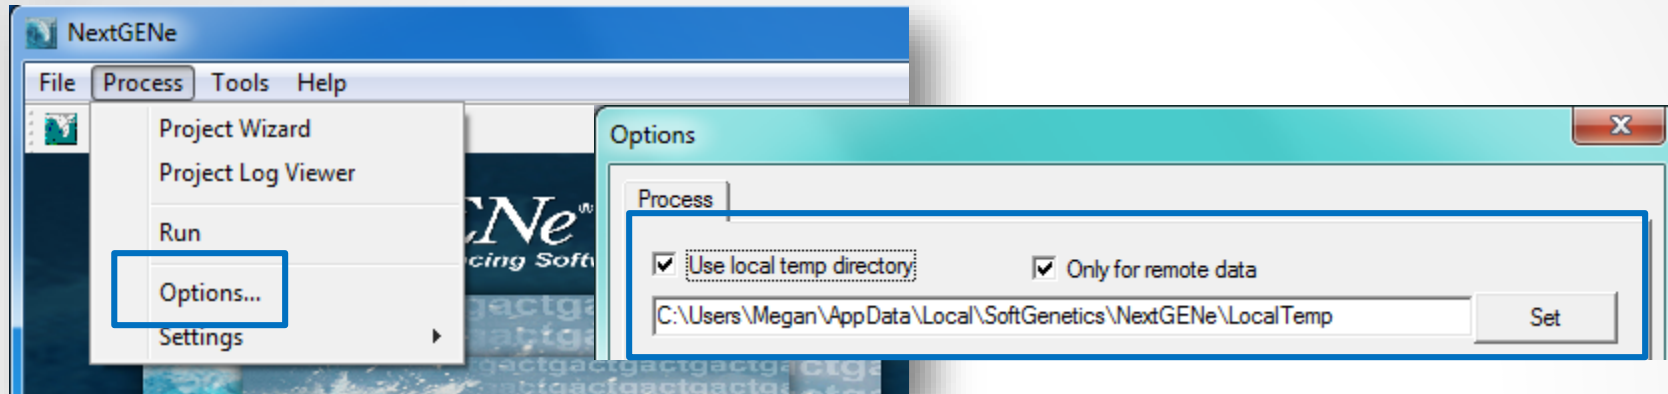 NextGENe
File Process Tools Help
Project Wizard
Project Log Viewer
Run
Options...
Settings
Options
Process
Use local temp directory
Only for remote data
C:\Users\Megan\AppData\Local\SoftGenetics\NextGENe\LocalTemp
Set